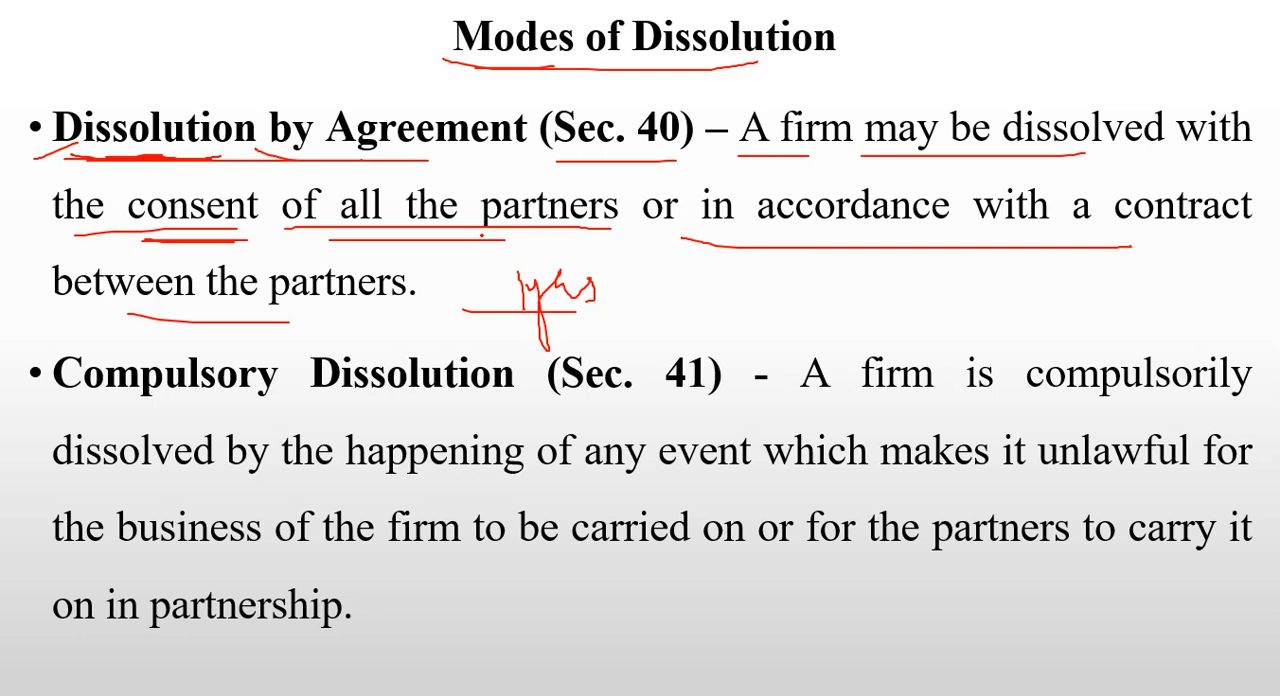 Modes of Dissolution
• Dissolution by Agreement (Sec. 40) – A firm may be dissolved with
the consent of all the partners or in accordance with a contract
between the partners.
• Compulsory Dissolution (Sec. 41) - A firm is compulsorily
dissolved by the happening of any event which makes it unlawful for
the business of the firm to be carried on or for the partners to carry it
on in partnership.